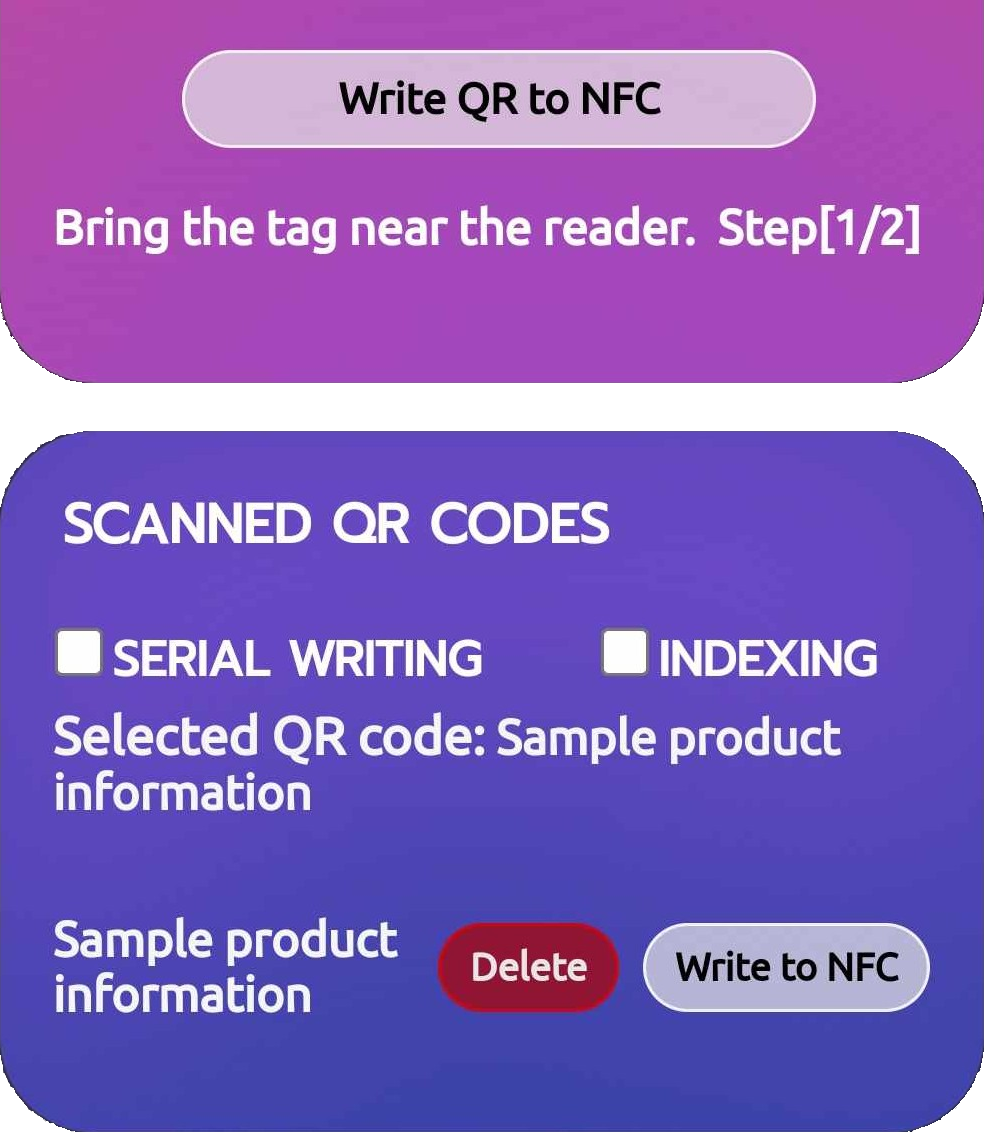 Write QR to NFC
Bring the tag near the reader.  Step[1/2]
SCANNED QR CODES
SERIAL WRITING INDEXING
Selected QR code: Sample product
information
Sample product
information
Delete Write to NFC